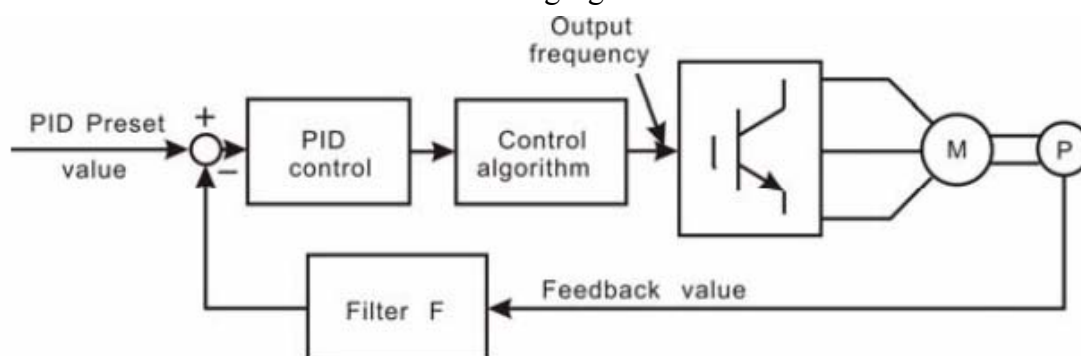 Output
frequency
PID Preset
value
+
−
PID
control
Control
algorithm
M
P
Feedback value
Filter F